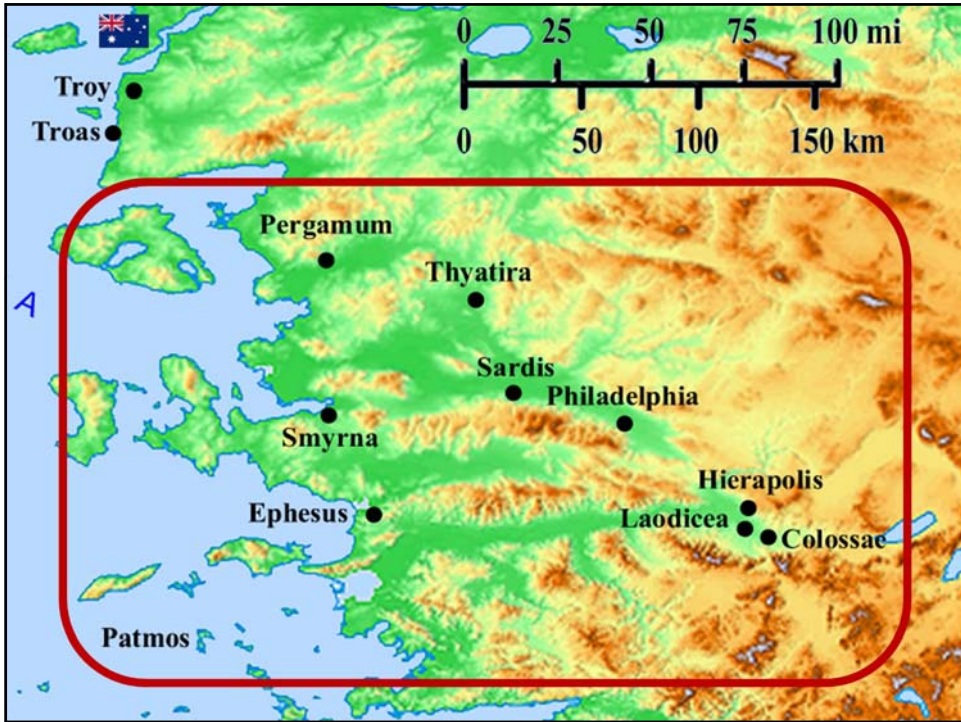 0 25 50 75 100 mi
0 50 100 150 km
Troy
Troas
Pergamum
Thyatira
A
Sardis
Philadelphia
Smyrna
Hierapolis
Ephesus
Laodicea
Colossae
Patmos